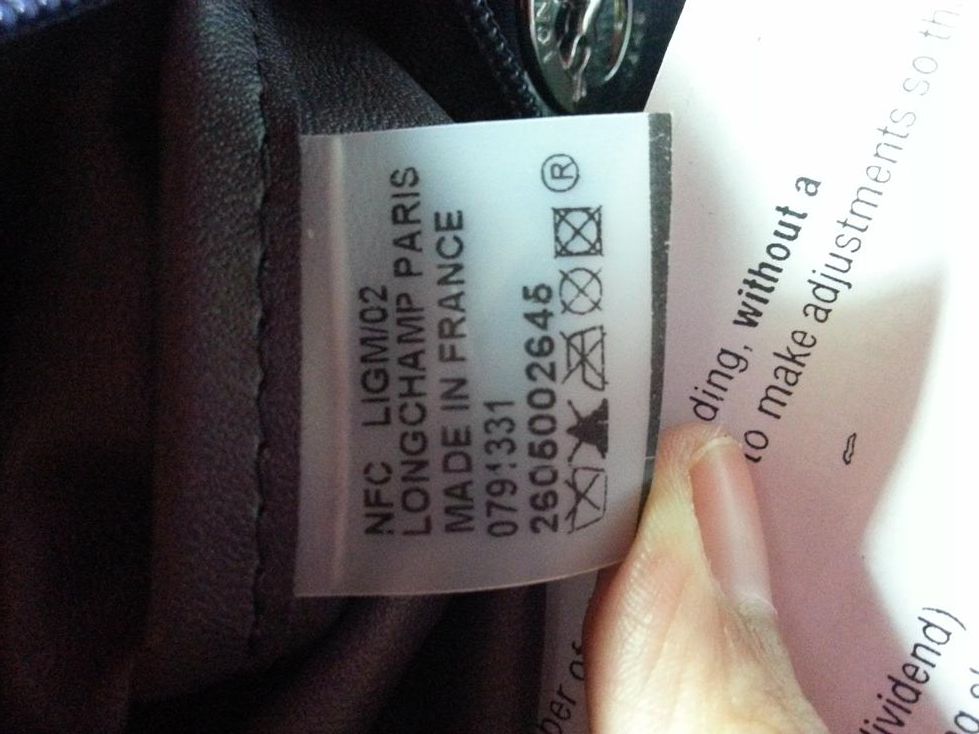 NFC LIGM/02
LONGCHAMP PARIS
MADE IN FRANCE
0791331
2605002645
®
ding, without a
to make adjustments so th